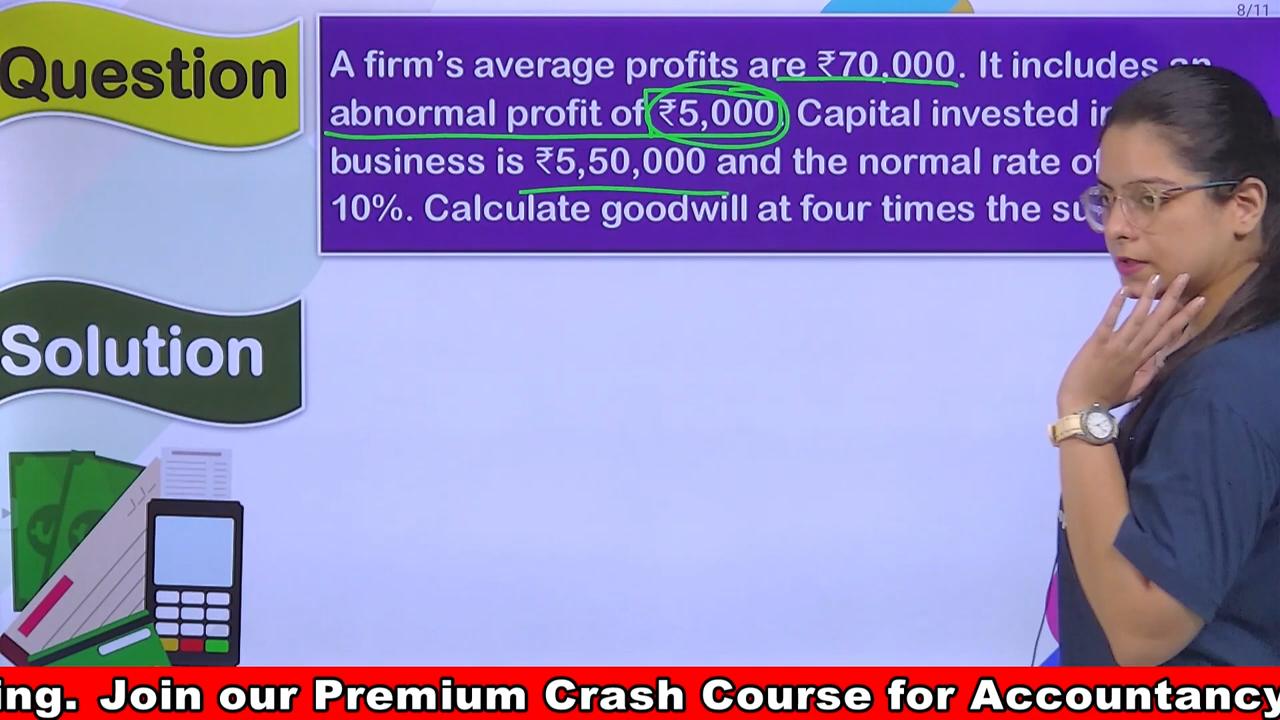 8/11
Question
A firm's average profits are ₹70,000. It includes an
abnormal profit of ₹5,000. Capital invested in
business is ₹5,50,000 and the normal rate of
10%. Calculate goodwill at four times the
Solution
ing. Join our Premium Crash Course for Accountancy